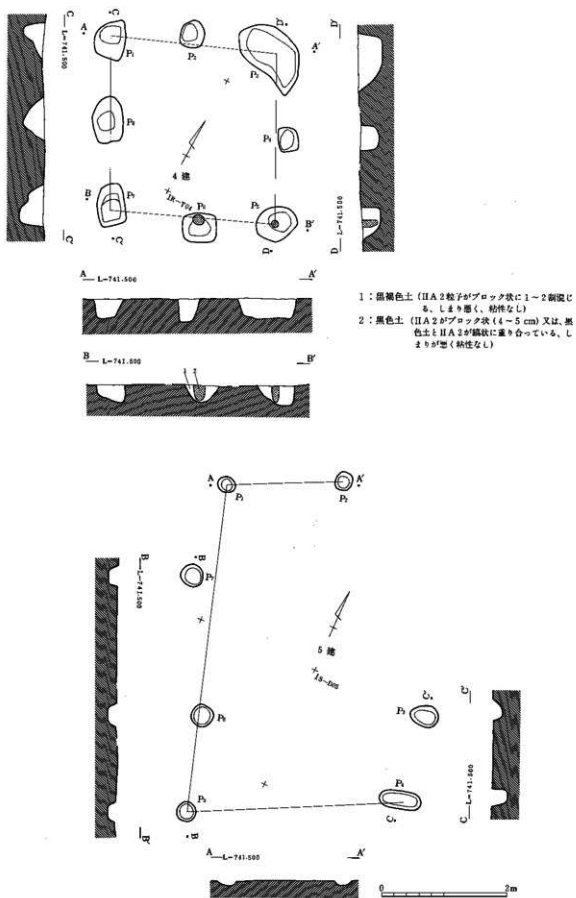 C C' D' 
A A'
L-741.500
P1 P2 P3
P8 P4
4 建
IR-T04
B P7 P6 P5 B'
C' C'' D D
L-741.500
A L-741.500 A'
1:黒褐色土(IIA2粒子がブロック状に1~2割混じ
る、しまり悪く、粘性なし)
2:黒色土(IIA2がブロック状(4~5cm)又は、黒
色土とIIA2が縞状に重り合っている、し
まりが悪く粘性なし)
B L-741.500 B'
1 2
A A'
P1 P2
B B
L-741.500
P7
5 建
IS-D05
C' C'
P6 P3
P5 P4
B' B' C C
L-741.500
A L-741.500 A'
0 2m